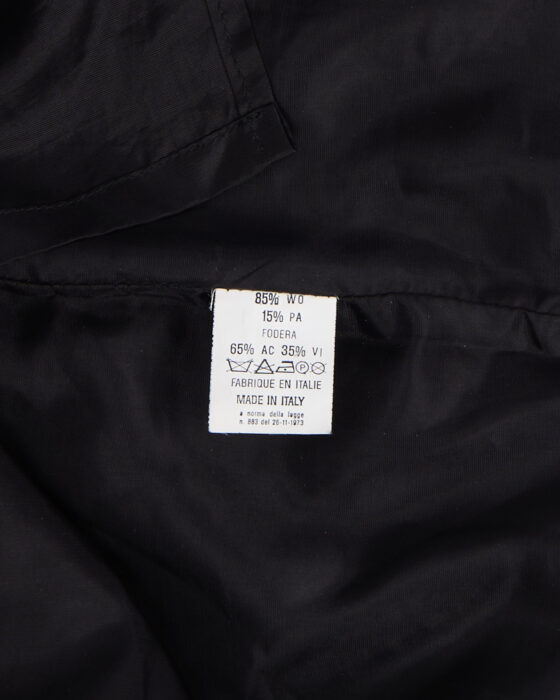 85% WO
15% PA
FODERA
65% AC 35% VI
P
FABRIQUE EN ITALIE
MADE IN ITALY
a norma della legge
n. 883 del 26-11-1973